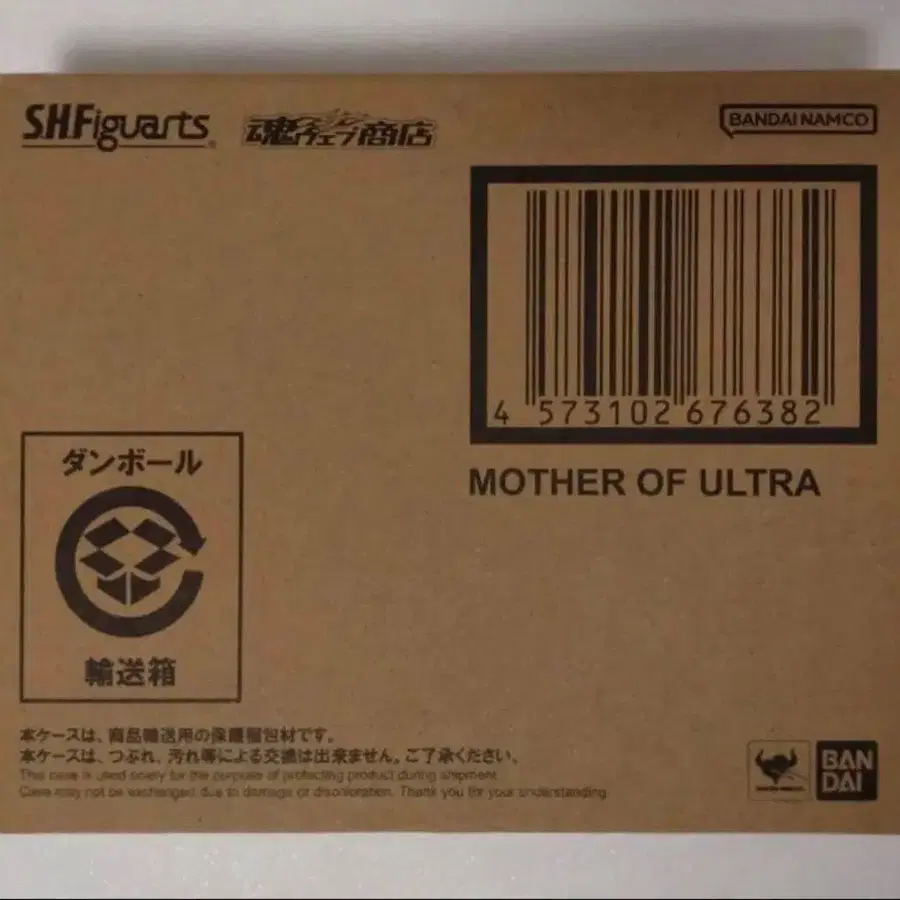 S.H.Figuarts® 魂ウェブ商店
BANDAI NAMCO
4 573102 676382
MOTHER OF ULTRA
ダンボール
輸送箱
本ケースは、商品輸送用の保護梱包材です。
本ケースは、つぶれ、汚れ等による交換は出来ません。ご了承ください。
This case is used solely for the purpose of protecting product during shipment.
Case may not be exchanged due to damage or discoloration. Thank you for your understanding.
BAN
DAI